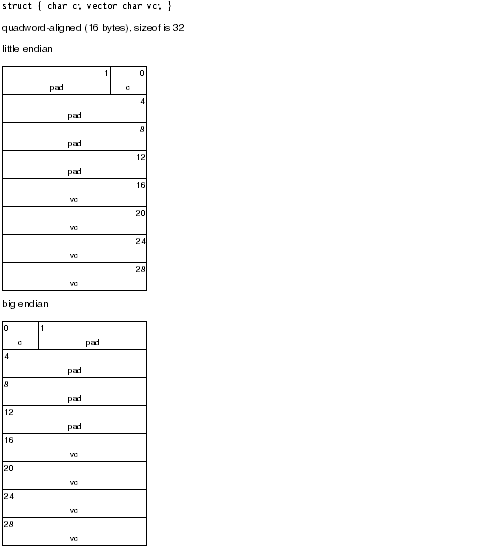 struct { char c; vector char vc; }
quadword-aligned (16 bytes), sizeof is 32
little endian
1 0
pad c
4
pad
8
pad
12
pad
16
vc
20
vc
24
vc
28
vc
big endian
0 1
c pad
4
pad
8
pad
12
pad
16
vc
20
vc
24
vc
28
vc